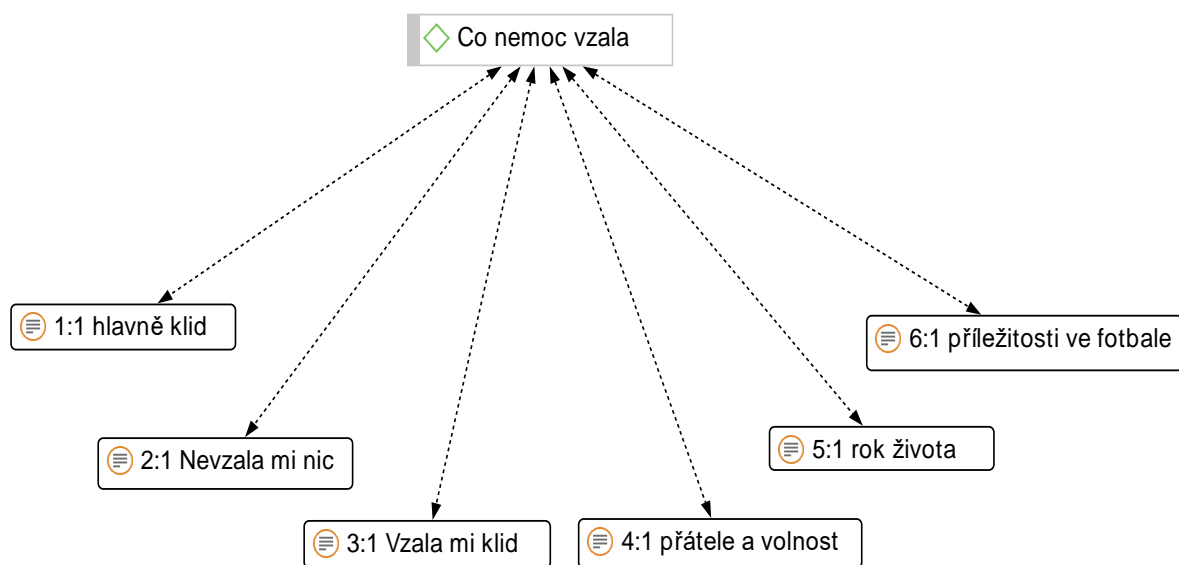 Co nemoc vzala
1:1 hlavně klid
6:1 příležitosti ve fotbale
2:1 Nevzala mi nic
5:1 rok života
3:1 Vzala mi klid
4:1 přátele a volnost